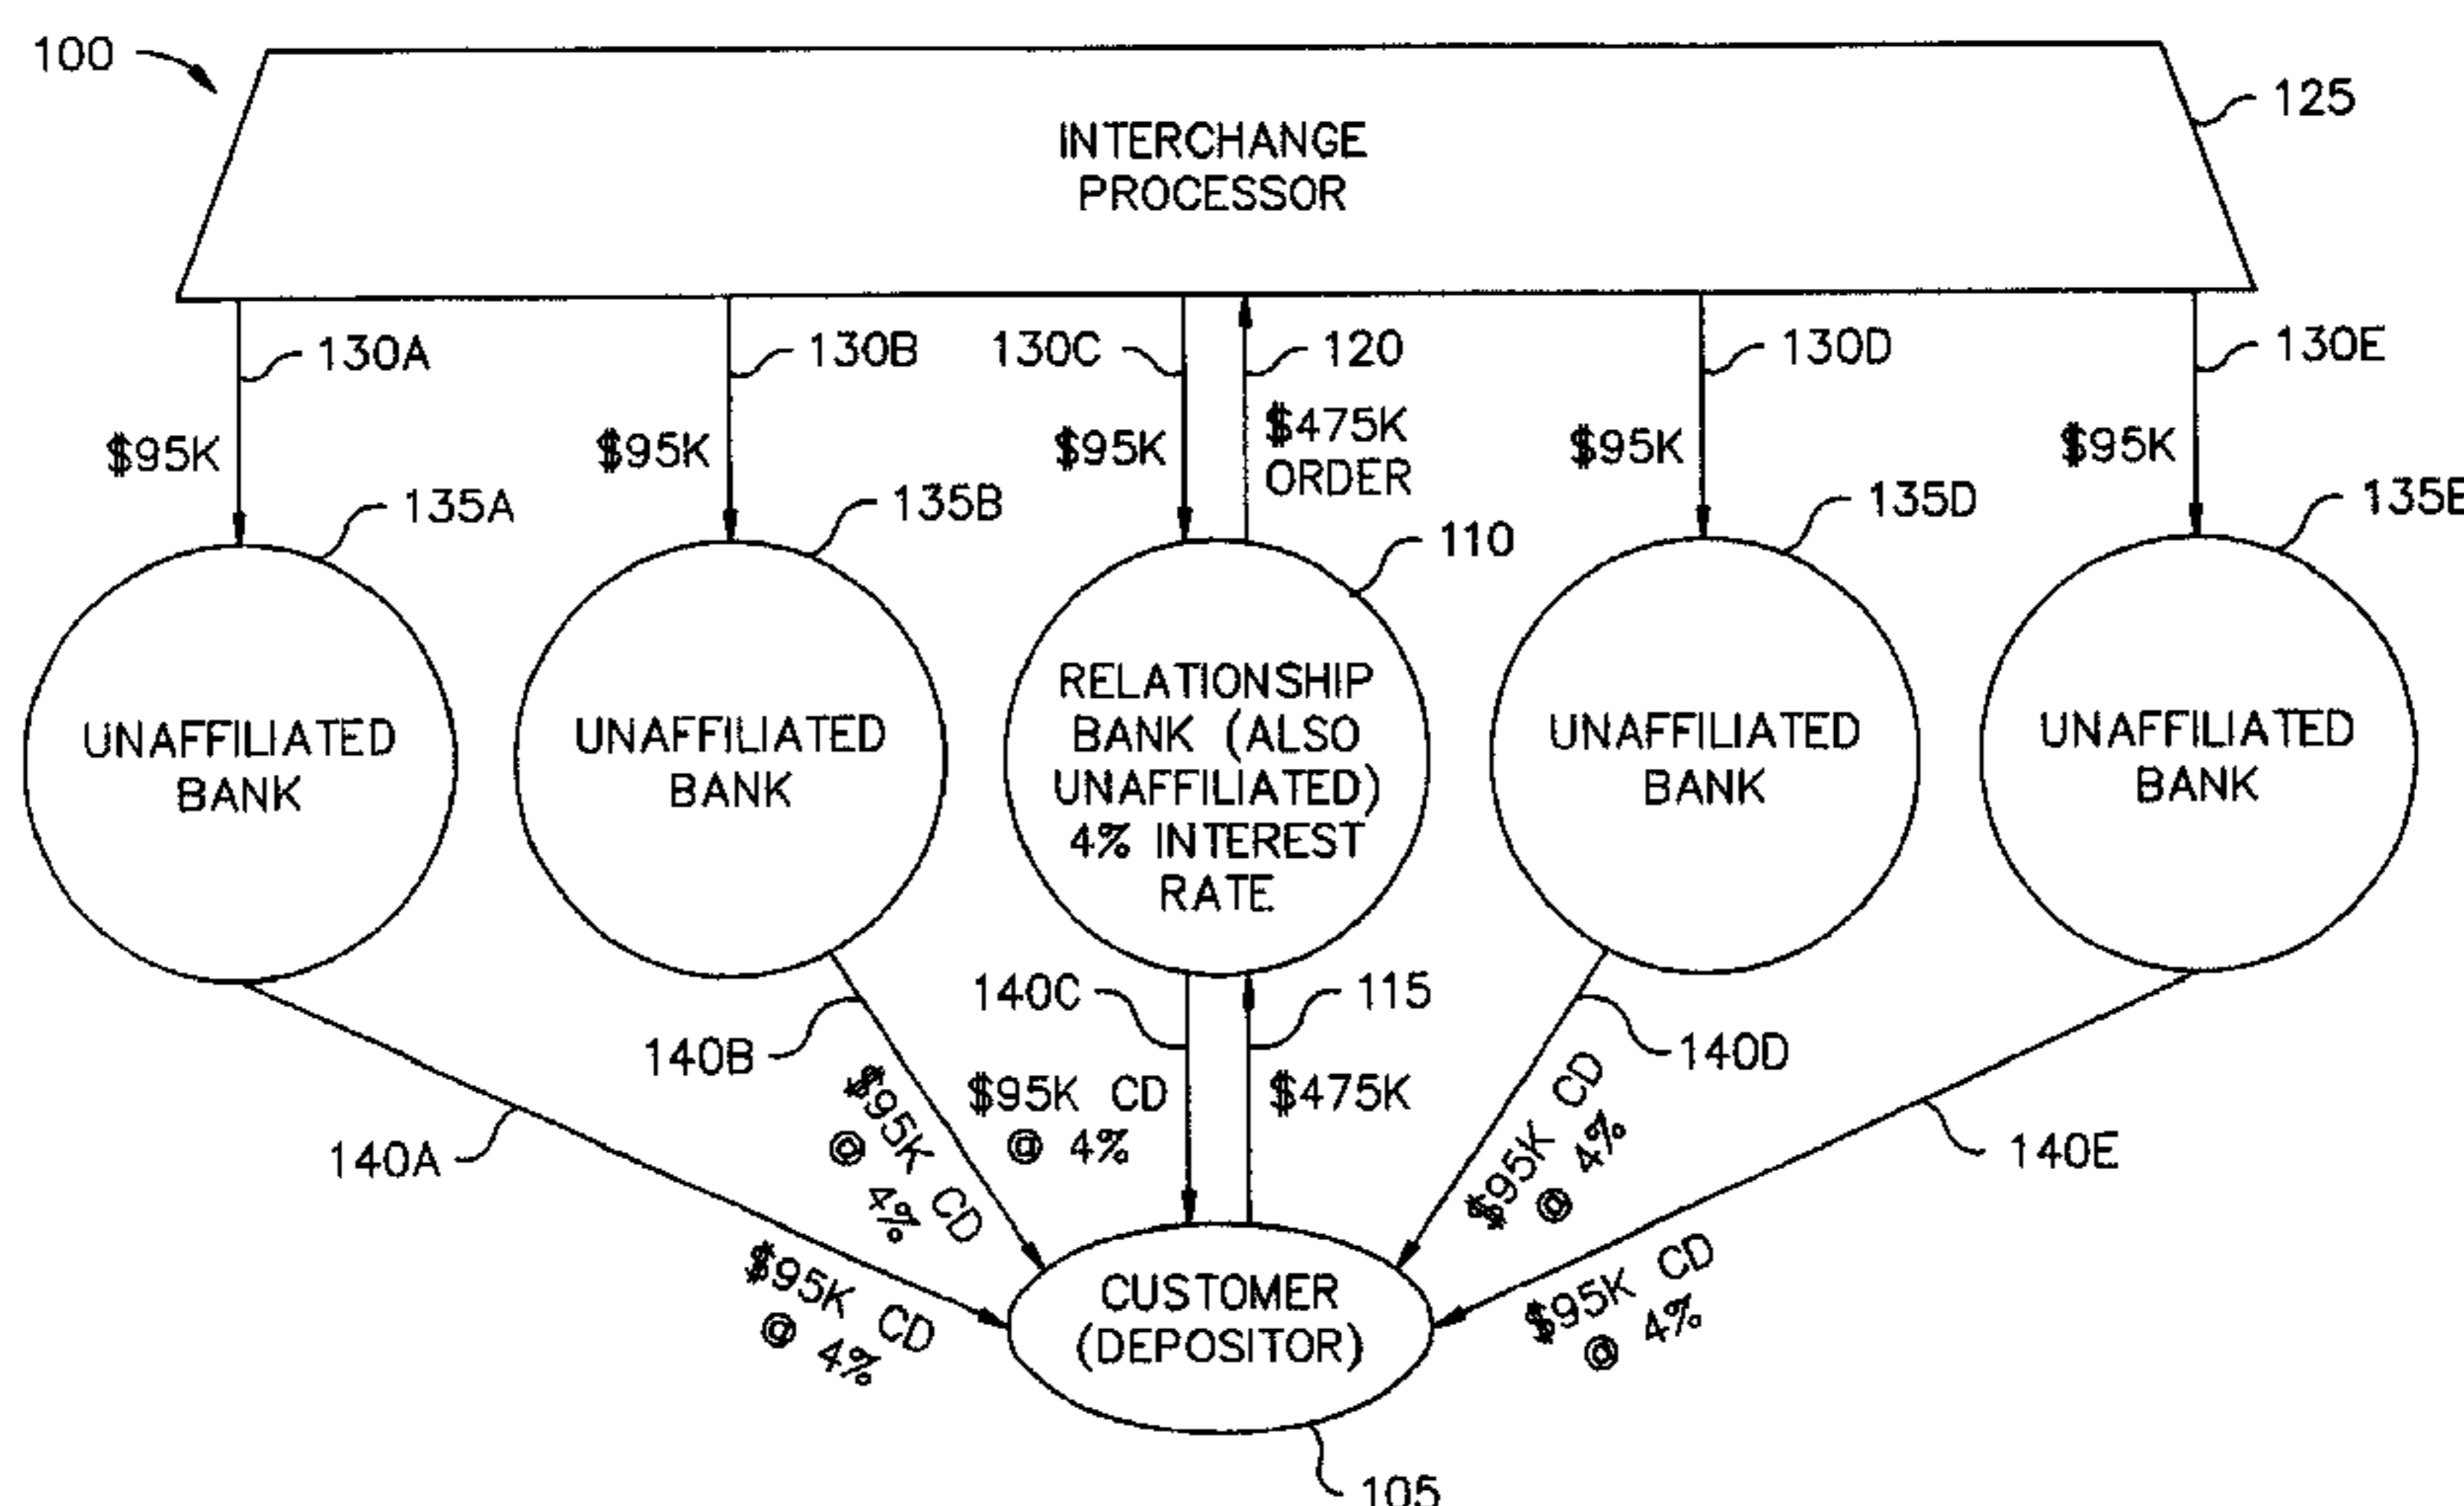 100
125
INTERCHANGE
PROCESSOR
130A
130B
130C
120
130D
130E
$95K
$95K
$95K
$475K
ORDER
$95K
$95K
135A
135B
110
135D
135E
UNAFFILIATED
BANK
UNAFFILIATED
BANK
RELATIONSHIP
BANK (ALSO
UNAFFILIATED)
4% INTEREST
RATE
UNAFFILIATED
BANK
UNAFFILIATED
BANK
140A
140B
140C
115
140D
140E
$95K CD
@ 4%
$95K CD
@ 4%
$95K CD
@ 4%
$475K
$95K CD
@ 4%
$95K CD
@ 4%
CUSTOMER
(DEPOSITOR)
105